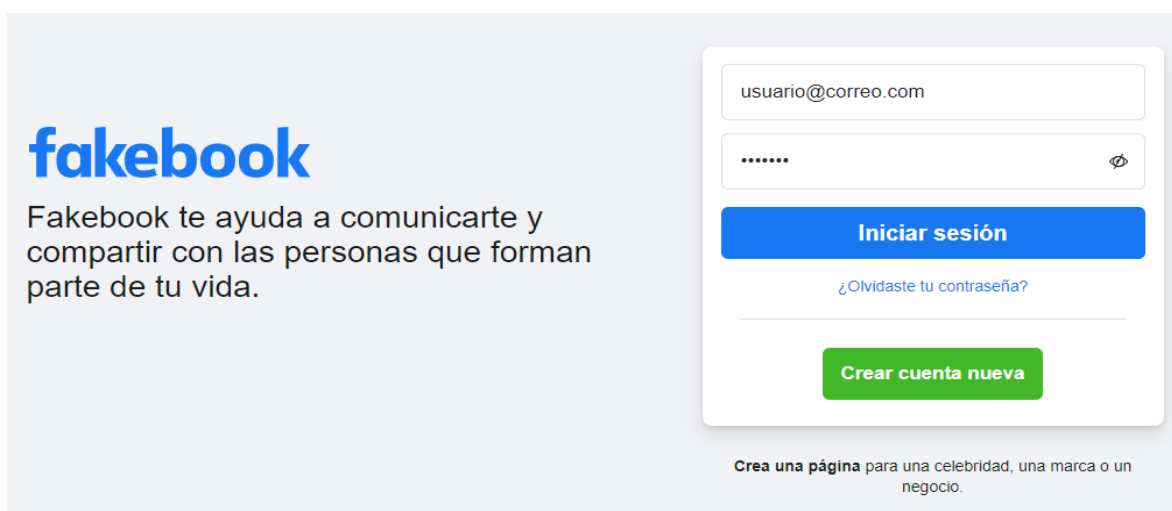 fakebook
Fakebook te ayuda a comunicarte y
compartir con las personas que forman
parte de tu vida.
usuario@correo.com
•••••••
Iniciar sesión
¿Olvidaste tu contraseña?
Crear cuenta nueva
Crea una página para una celebridad, una marca o un
negocio.